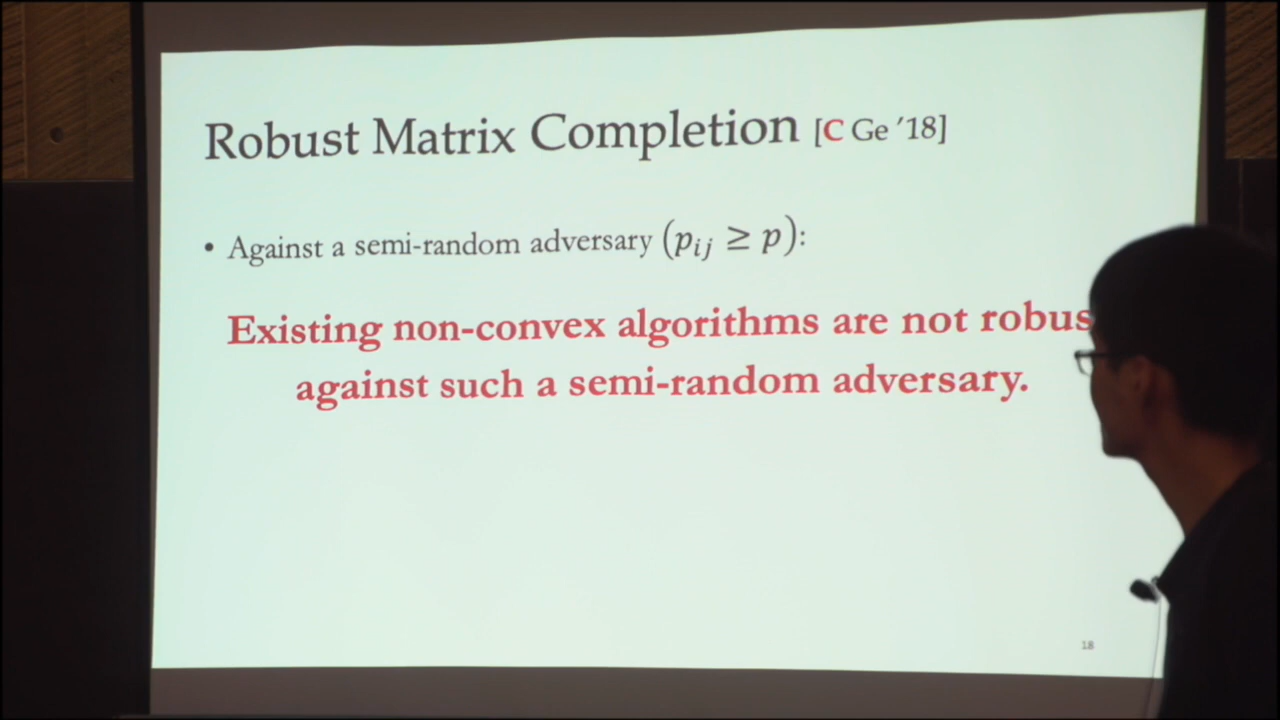 Robust Matrix Completion [C Ge '18]
• Against a semi-random adversary (pᵢⱼ ≥ p):
Existing non-convex algorithms are not robus
against such a semi-random adversary.
18